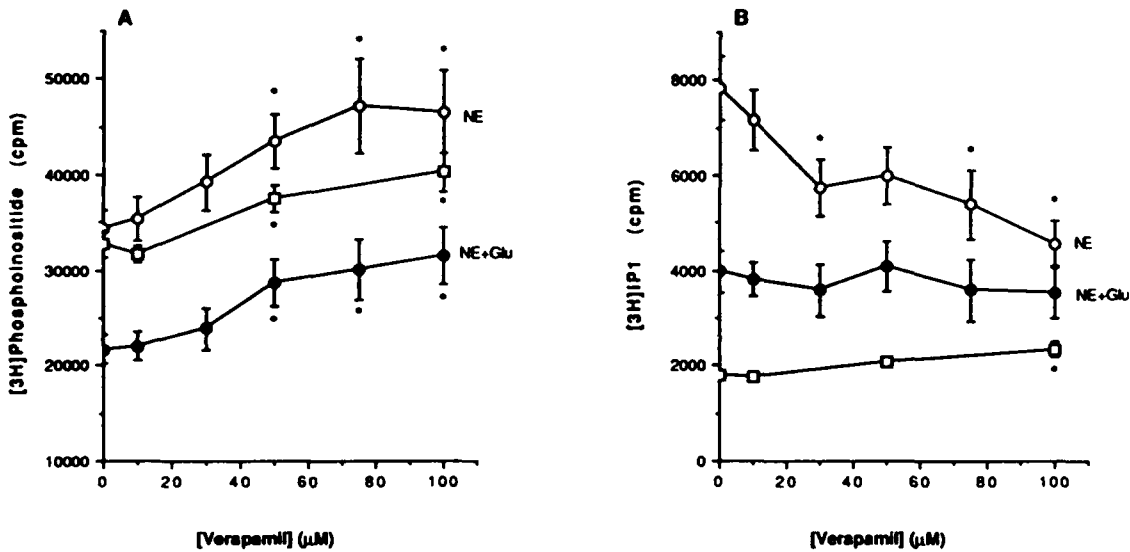 A
[3H]Phosphoinositide (cpm)
50000
40000
30000
20000
10000
NE
NE+Glu
0 20 40 60 80 100
[Verapamil] (μM)
B
[3H]IP1 (cpm)
8000
6000
4000
2000
0
NE
NE+Glu
0 20 40 60 80 100
[Verapamil] (μM)